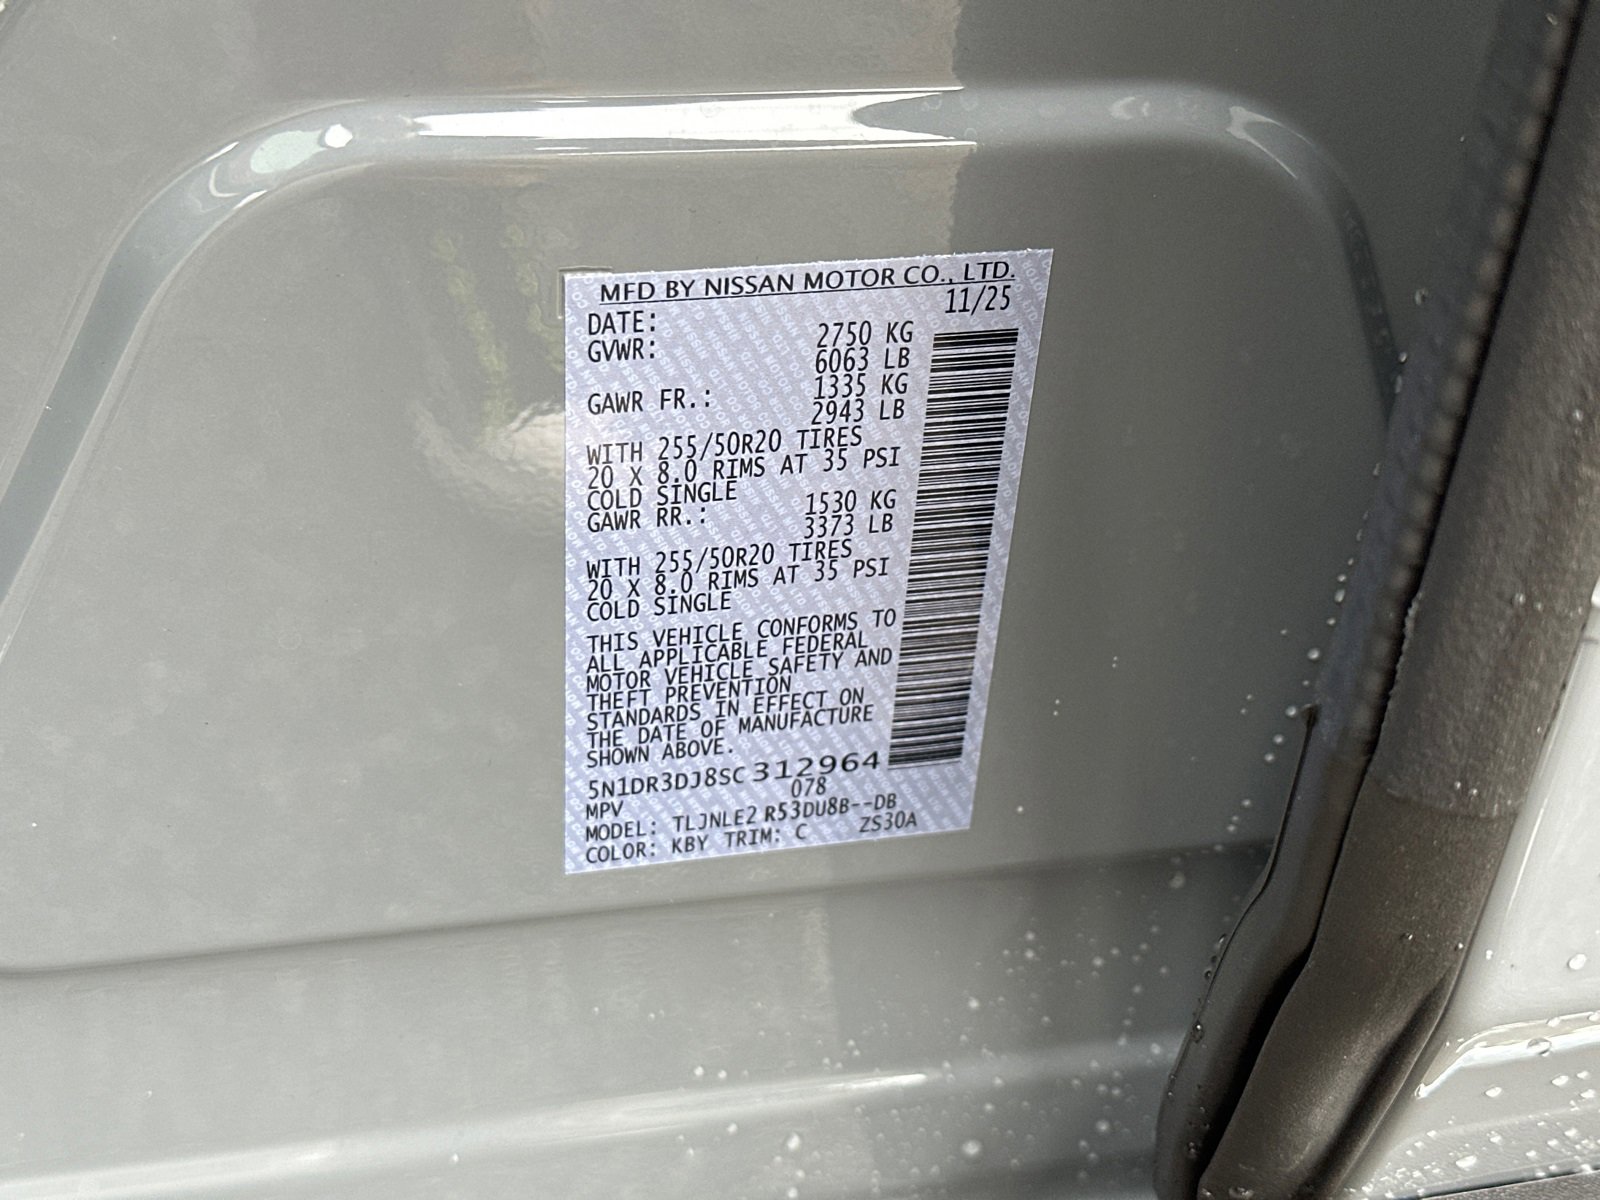 MFD BY NISSAN MOTOR CO., LTD.
DATE: 11/25
GVWR: 2750 KG
6063 LB
GAWR FR.: 1335 KG
2943 LB
WITH 255/50R20 TIRES
20 X 8.0 RIMS AT 35 PSI
COLD SINGLE
GAWR RR.: 1530 KG
3373 LB
WITH 255/50R20 TIRES
20 X 8.0 RIMS AT 35 PSI
COLD SINGLE
THIS VEHICLE CONFORMS TO
ALL APPLICABLE FEDERAL
MOTOR VEHICLE SAFETY AND
THEFT PREVENTION
STANDARDS IN EFFECT ON
THE DATE OF MANUFACTURE
SHOWN ABOVE.
5N1DR3DJ8SC312964
MPV 078
MODEL: TLJNLE2 R53DU8B--DB
COLOR: KBY TRIM: C ZS30A